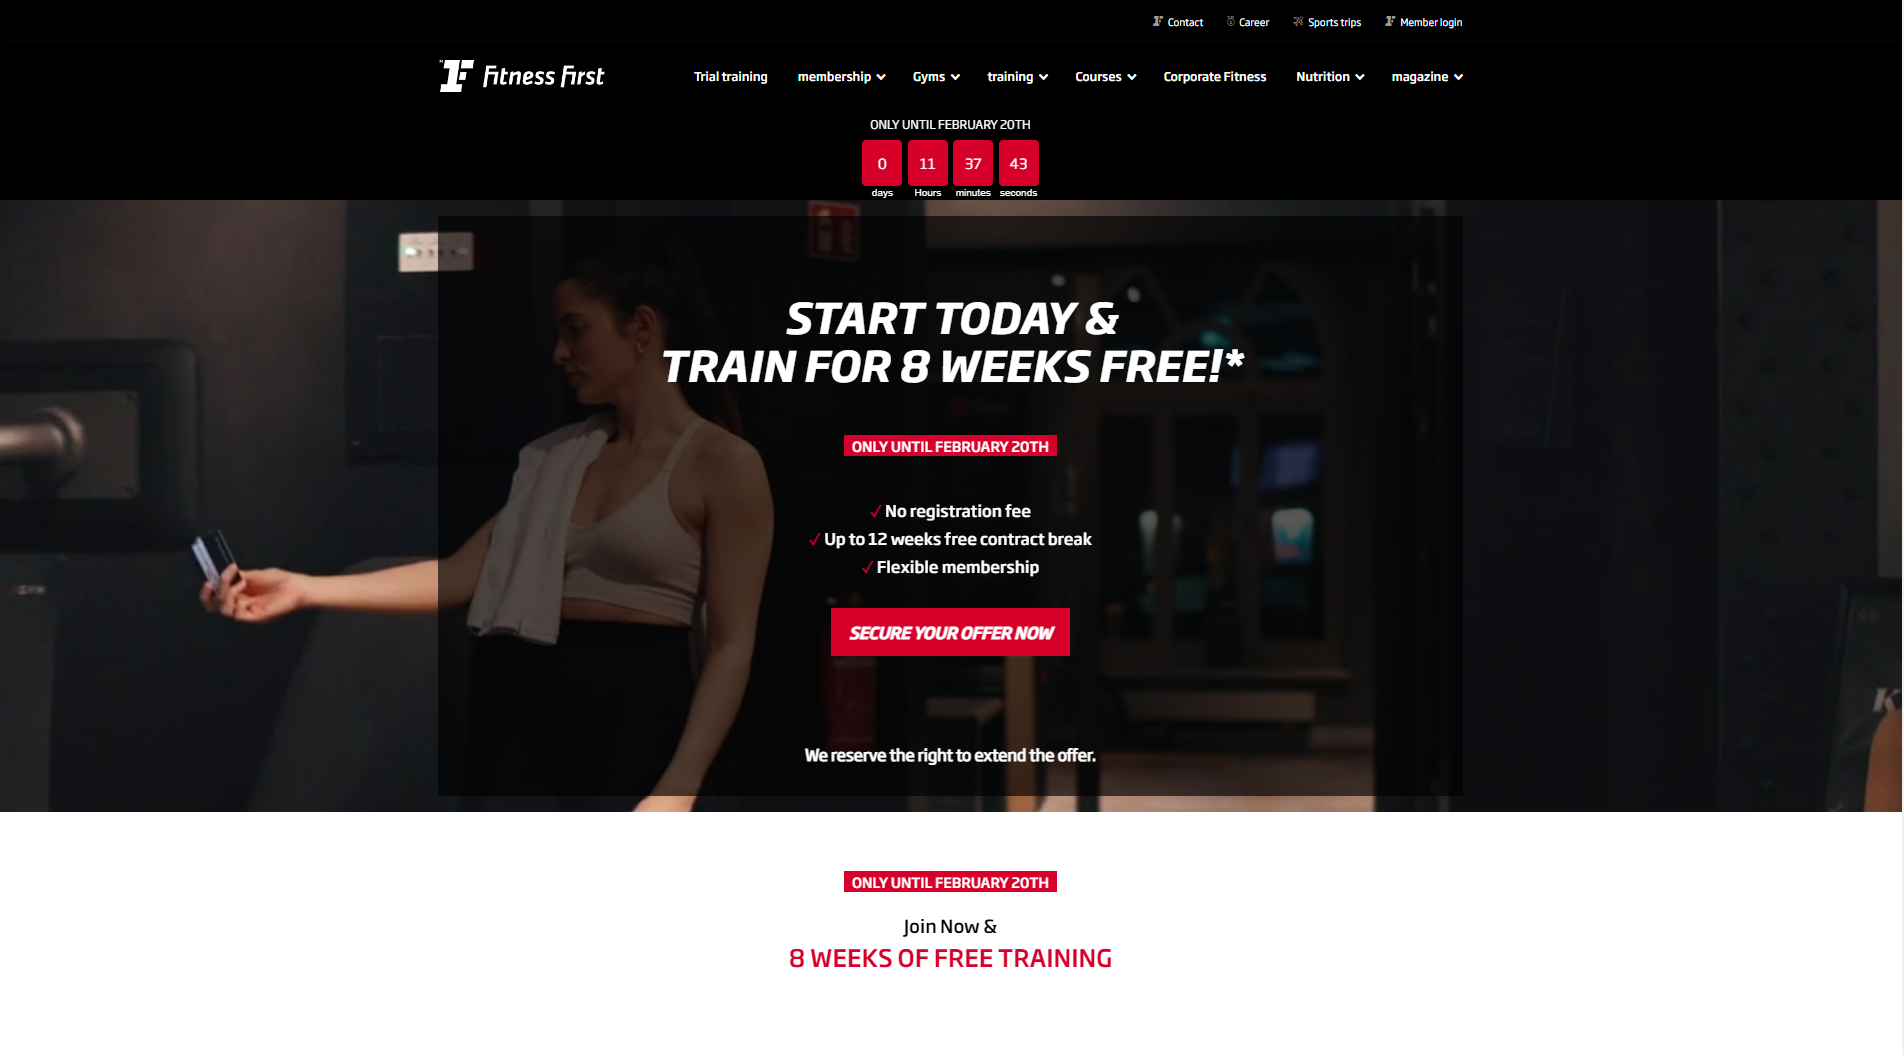 Contact
Career
Sports trips
Member login
Fitness First
Trial training
membership
Gyms
training
Courses
Corporate Fitness
Nutrition
magazine
ONLY UNTIL FEBRUARY 20TH
0 11 37 43
days Hours minutes seconds
START TODAY &
TRAIN FOR 8 WEEKS FREE!*
ONLY UNTIL FEBRUARY 20TH
✓ No registration fee
✓ Up to 12 weeks free contract break
✓ Flexible membership
SECURE YOUR OFFER NOW
We reserve the right to extend the offer.
K
ONLY UNTIL FEBRUARY 20TH
Join Now &
8 WEEKS OF FREE TRAINING